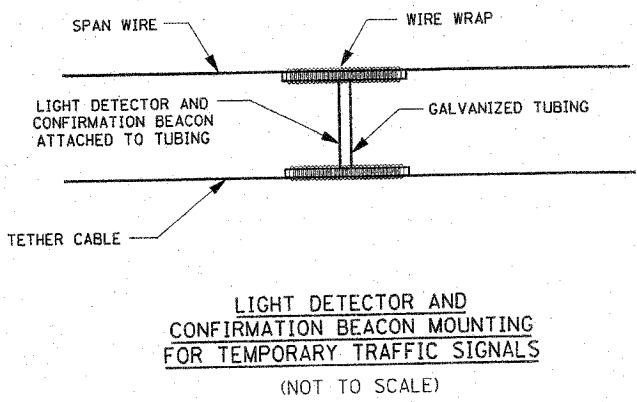 SPAN WIRE
WIRE WRAP
LIGHT DETECTOR AND
CONFIRMATION BEACON
ATTACHED TO TUBING
GALVANIZED TUBING
TETHER CABLE
LIGHT DETECTOR AND
CONFIRMATION BEACON MOUNTING
FOR TEMPORARY TRAFFIC SIGNALS
(NOT TO SCALE)